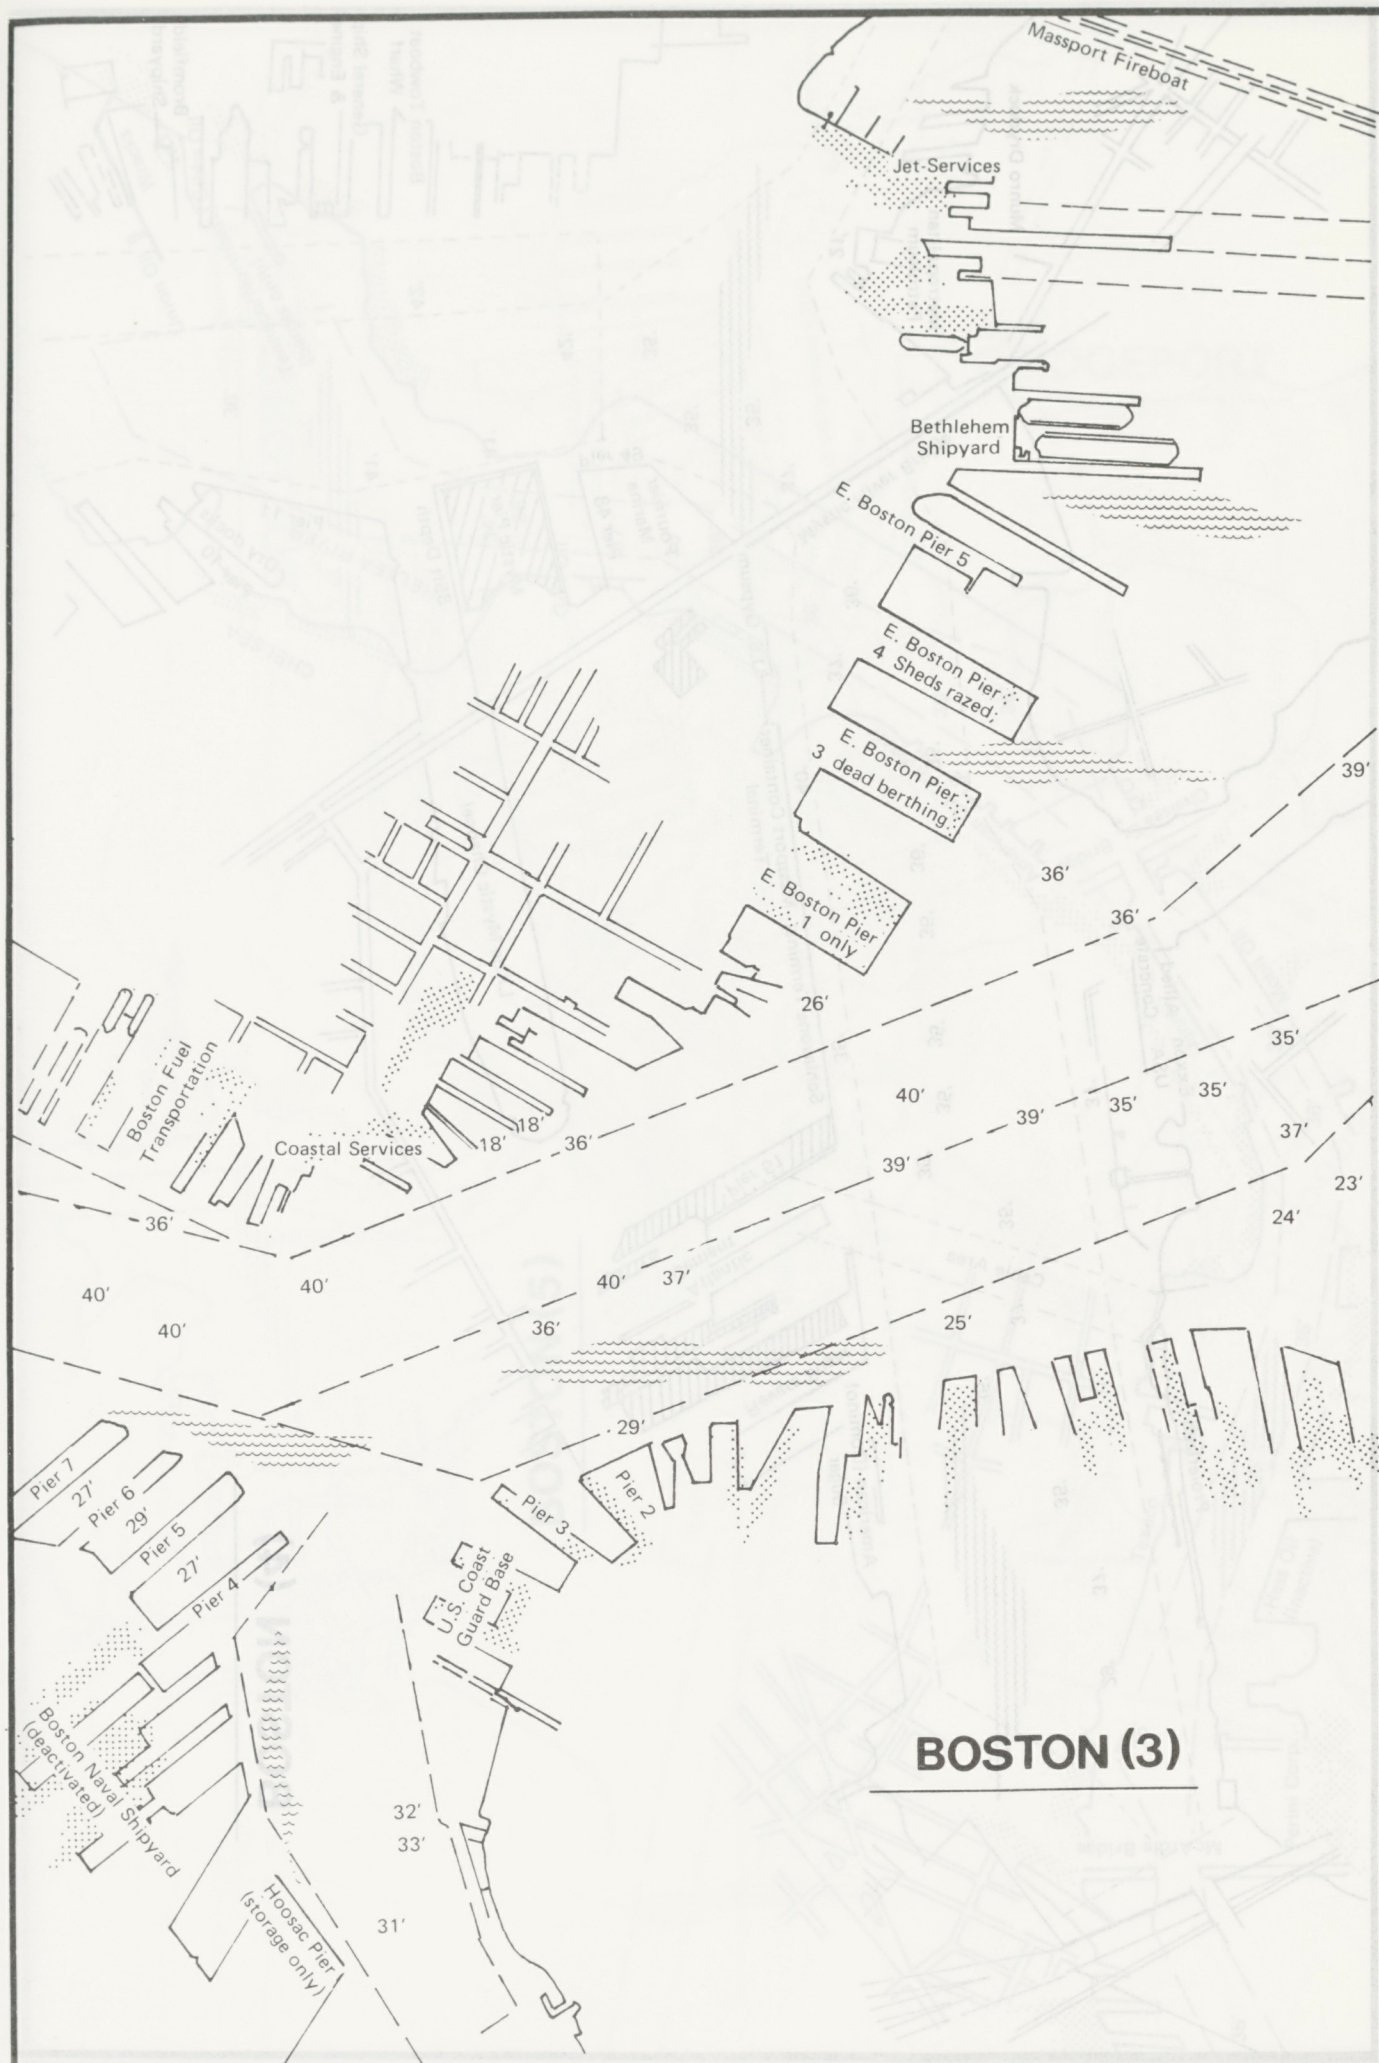 Massport Fireboat
Jet-Services
Bethlehem
Shipyard
E. Boston Pier 5
E. Boston Pier
4 Sheds razed
E. Boston Pier
3 dead berthing
E. Boston Pier
1 only
39'
36'
36'
26'
35'
40'
39'
35'
35'
37'
39'
23'
24'
Boston Fuel
Transportation
Coastal Services
18'
18'
36'
36'
40'
40'
40'
40'
37'
36'
25'
29'
Pier 7
27'
Pier 6
29'
Pier 5
27'
Pier 4
Pier 3
Pier 2
U.S. Coast
Guard Base
Boston Naval Shipyard
(deactivated)
32'
33'
31'
Hoosac Pier
(storage only)
BOSTON (3)